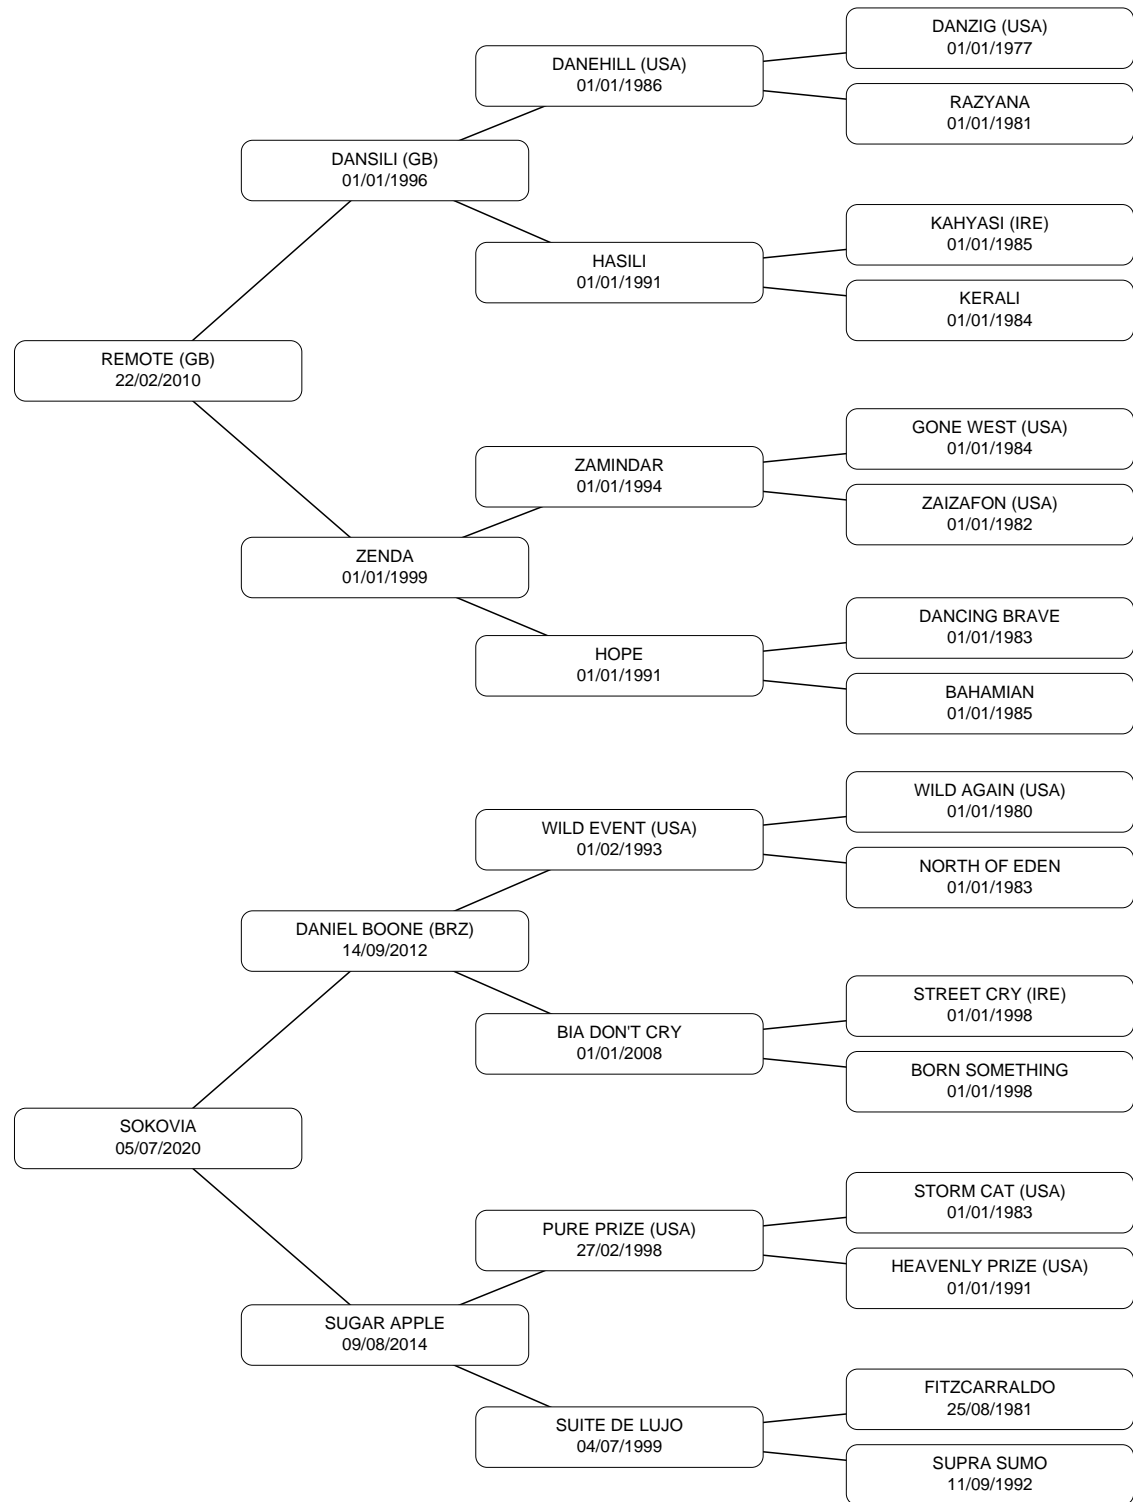 DANZIG (USA)
01/01/1977
DANEHILL (USA)
01/01/1986
RAZYANA
01/01/1981
DANSILI (GB)
01/01/1996
KAHYASI (IRE)
01/01/1985
HASILI
01/01/1991
KERALI
01/01/1984
REMOTE (GB)
22/02/2010
GONE WEST (USA)
01/01/1984
ZAMINDAR
01/01/1994
ZAIZAFON (USA)
01/01/1982
ZENDA
01/01/1999
DANCING BRAVE
01/01/1983
HOPE
01/01/1991
BAHAMIAN
01/01/1985
WILD AGAIN (USA)
01/01/1980
WILD EVENT (USA)
01/02/1993
NORTH OF EDEN
01/01/1983
DANIEL BOONE (BRZ)
14/09/2012
STREET CRY (IRE)
01/01/1998
BIA DON'T CRY
01/01/2008
BORN SOMETHING
01/01/1998
SOKOVIA
05/07/2020
STORM CAT (USA)
01/01/1983
PURE PRIZE (USA)
27/02/1998
HEAVENLY PRIZE (USA)
01/01/1991
SUGAR APPLE
09/08/2014
FITZCARRALDO
25/08/1981
SUITE DE LUJO
04/07/1999
SUPRA SUMO
11/09/1992